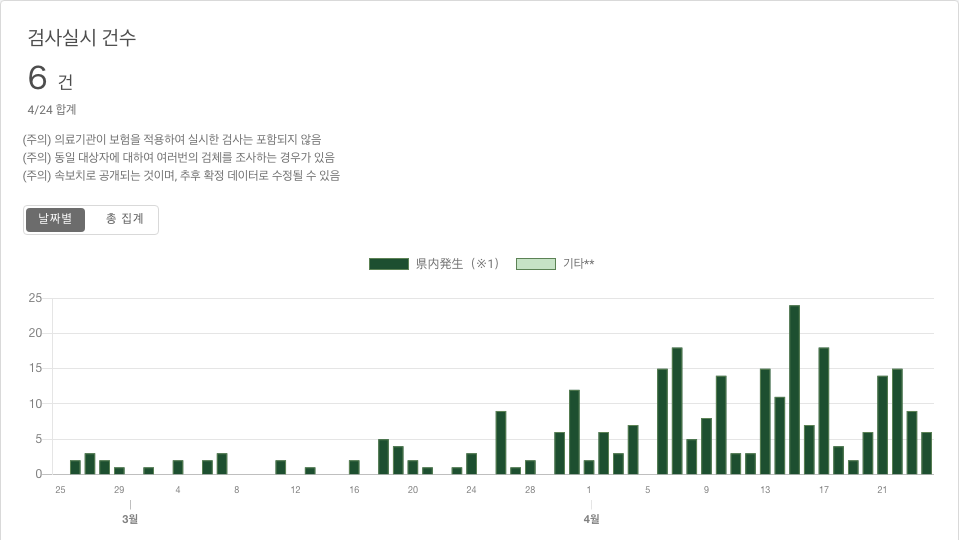 검사실시 건수
6 건
4/24 합계
(주의) 의료기관이 보험을 적용하여 실시한 검사는 포함되지 않음
(주의) 동일 대상자에 대하여 여러번의 검체를 조사하는 경우가 있음
(주의) 속보치로 공개되는 것이며, 추후 확정 데이터로 수정될 수 있음
날짜별 총 집계
県内発生（※1） 기타**
25
20
15
10
5
0
25 29 4 8 12 16 20 24 28 1 5 9 13 17 21
3월 4월